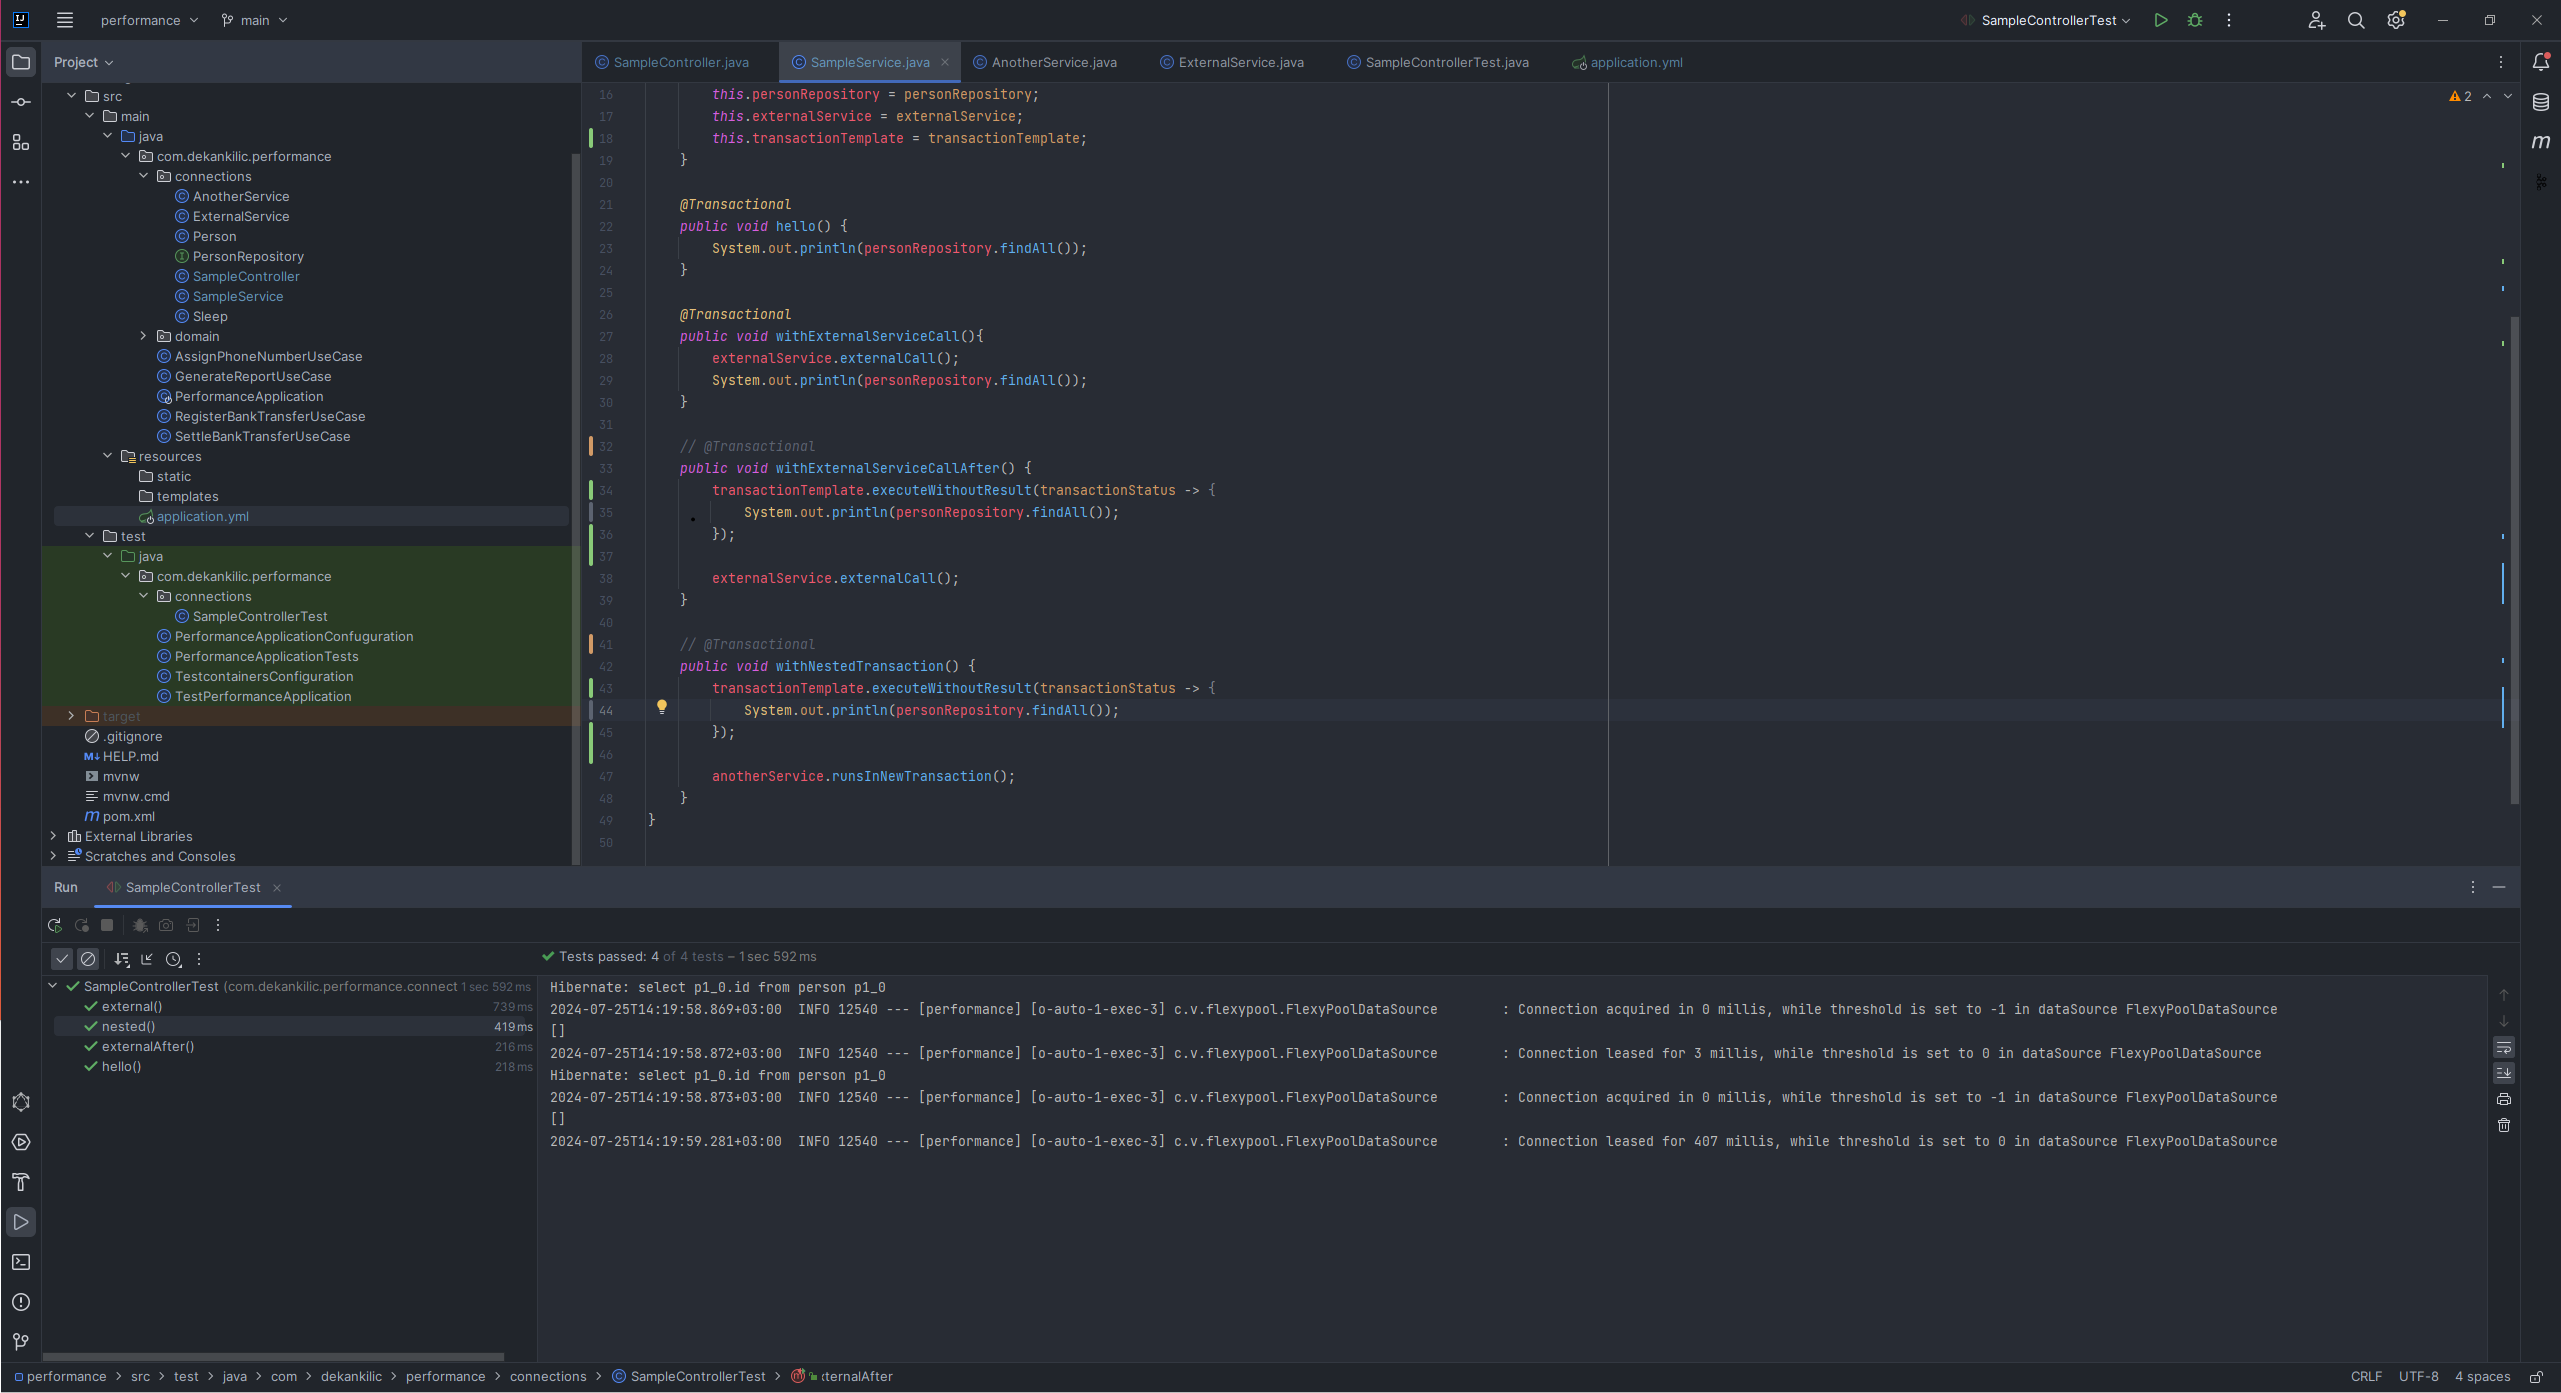 performance main SampleControllerTest
Project
SampleController.java SampleService.java AnotherService.java ExternalService.java SampleControllerTest.java application.yml
src
main
java
com.dekankilic.performance
connections
AnotherService
ExternalService
Person
PersonRepository
SampleController
SampleService
Sleep
domain
AssignPhoneNumberUseCase
GenerateReportUseCase
PerformanceApplication
RegisterBankTransferUseCase
SettleBankTransferUseCase
resources
static
templates
application.yml
test
java
com.dekankilic.performance
connections
SampleControllerTest
PerformanceApplicationConfuguration
PerformanceApplicationTests
TestcontainersConfiguration
TestPerformanceApplication
target
.gitignore
HELP.md
mvnw
mvnw.cmd
pom.xml
External Libraries
Scratches and Consoles
2
16 this.personRepository = personRepository;
17 this.externalService = externalService;
18 this.transactionTemplate = transactionTemplate;
19 }
20
21 @Transactional
22 public void hello() {
23 System.out.println(personRepository.findAll());
24 }
25
26 @Transactional
27 public void withExternalServiceCall(){
28 externalService.externalCall();
29 System.out.println(personRepository.findAll());
30 }
31
32 // @Transactional
33 public void withExternalServiceCallAfter() {
34 transactionTemplate.executeWithoutResult(transactionStatus -> {
35 System.out.println(personRepository.findAll());
36 });
37
38 externalService.externalCall();
39 }
40
41 // @Transactional
42 public void withNestedTransaction() {
43 transactionTemplate.executeWithoutResult(transactionStatus -> {
44 System.out.println(personRepository.findAll());
45 });
46
47 anotherService.runsInNewTransaction();
48 }
49 }
50
Run SampleControllerTest
Tests passed: 4 of 4 tests – 1 sec 592 ms
SampleControllerTest (com.dekankilic.performance.connect 1 sec 592 ms
external() 739 ms
nested() 419 ms
externalAfter() 216 ms
hello() 218 ms
Hibernate: select p1_0.id from person p1_0
2024-07-25T14:19:58.869+03:00 INFO 12540 --- [performance] [o-auto-1-exec-3] c.v.flexypool.FlexyPoolDataSource : Connection acquired in 0 millis, while threshold is set to -1 in dataSource FlexyPoolDataSource
[]
2024-07-25T14:19:58.872+03:00 INFO 12540 --- [performance] [o-auto-1-exec-3] c.v.flexypool.FlexyPoolDataSource : Connection leased for 3 millis, while threshold is set to 0 in dataSource FlexyPoolDataSource
Hibernate: select p1_0.id from person p1_0
2024-07-25T14:19:58.873+03:00 INFO 12540 --- [performance] [o-auto-1-exec-3] c.v.flexypool.FlexyPoolDataSource : Connection acquired in 0 millis, while threshold is set to -1 in dataSource FlexyPoolDataSource
[]
2024-07-25T14:19:59.281+03:00 INFO 12540 --- [performance] [o-auto-1-exec-3] c.v.flexypool.FlexyPoolDataSource : Connection leased for 407 millis, while threshold is set to 0 in dataSource FlexyPoolDataSource
performance > src > test > java > com > dekankilic > performance > connections > SampleControllerTest > ternalAfter CRLF UTF-8 4 spaces